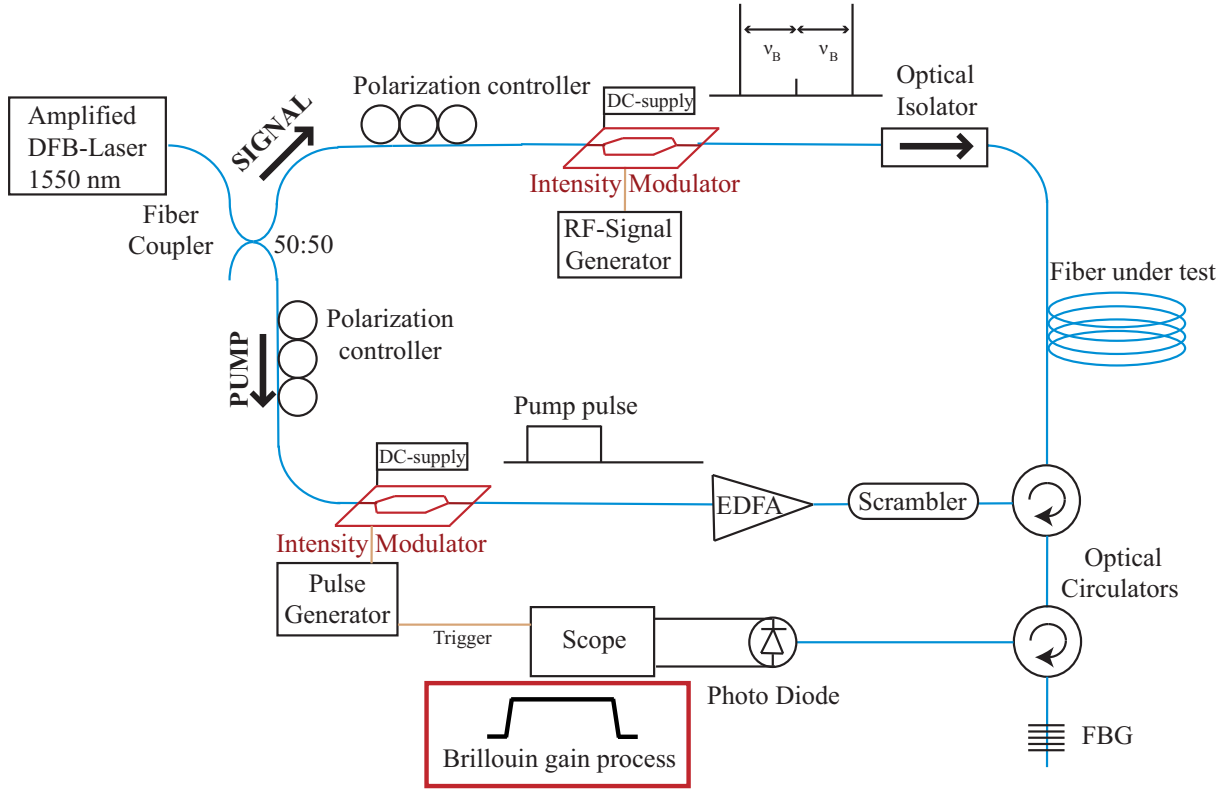 Amplified
DFB-Laser
1550 nm
SIGNAL
Polarization controller
DC-supply
νB νB
Optical
Isolator
Intensity Modulator
RF-Signal
Generator
Fiber
Coupler
50:50
Fiber under test
PUMP
Polarization
controller
Pump pulse
DC-supply
EDFA
Scrambler
Intensity Modulator
Optical
Circulators
Pulse
Generator
Trigger
Scope
Photo Diode
FBG
Brillouin gain process